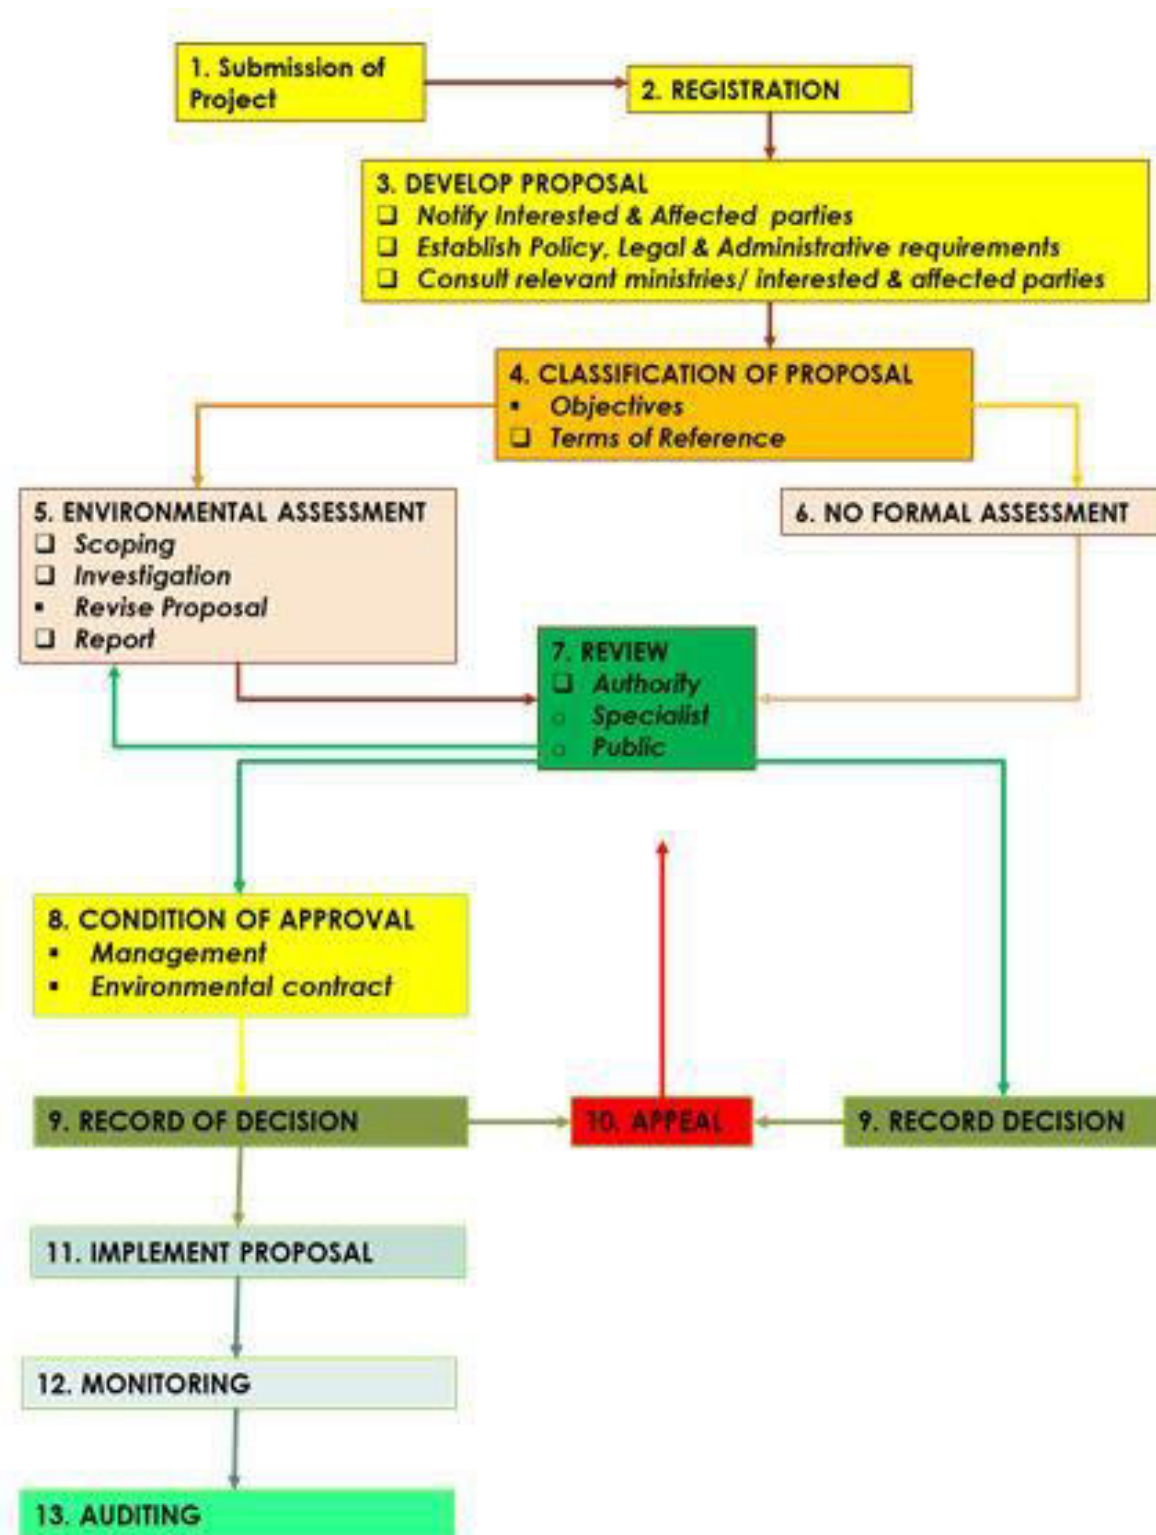 1. Submission of
Project
2. REGISTRATION
3. DEVELOP PROPOSAL
❑ Notify Interested & Affected parties
❑ Establish Policy, Legal & Administrative requirements
❑ Consult relevant ministries/ interested & affected parties
4. CLASSIFICATION OF PROPOSAL
▪ Objectives
❑ Terms of Reference
5. ENVIRONMENTAL ASSESSMENT
❑ Scoping
❑ Investigation
▪ Revise Proposal
❑ Report
6. NO FORMAL ASSESSMENT
7. REVIEW
❑ Authority
o Specialist
o Public
8. CONDITION OF APPROVAL
▪ Management
▪ Environmental contract
9. RECORD OF DECISION
10. APPEAL
9. RECORD DECISION
11. IMPLEMENT PROPOSAL
12. MONITORING
13. AUDITING